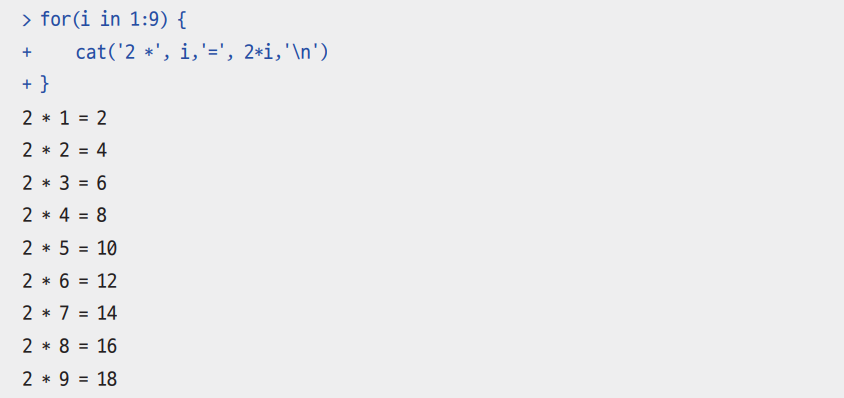 > for(i in 1:9) {
+    cat('2 *', i,'=', 2*i,'\n')
+ }
2 * 1 = 2
2 * 2 = 4
2 * 3 = 6
2 * 4 = 8
2 * 5 = 10
2 * 6 = 12
2 * 7 = 14
2 * 8 = 16
2 * 9 = 18